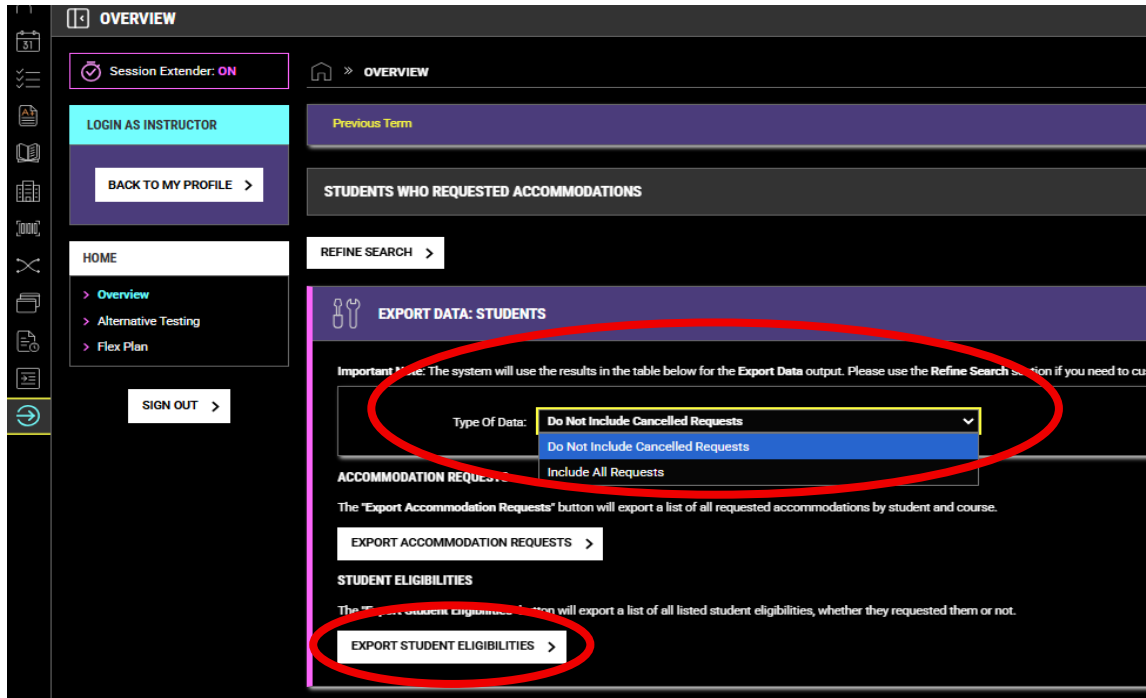 OVERVIEW
31
Session Extender: ON
» OVERVIEW
LOGIN AS INSTRUCTOR
Previous Term
BACK TO MY PROFILE >
STUDENTS WHO REQUESTED ACCOMMODATIONS
REFINE SEARCH >
HOME
> Overview
> Alternative Testing
> Flex Plan
SIGN OUT >
EXPORT DATA: STUDENTS
Important Note: The system will use the results in the table below for the Export Data output. Please use the Refine Search section if you need to cu
Type Of Data: Do Not Include Cancelled Requests
Do Not Include Cancelled Requests
Include All Requests
ACCOMMODATION REQUESTS
The "Export Accommodation Requests" button will export a list of all requested accommodations by student and course.
EXPORT ACCOMMODATION REQUESTS >
STUDENT ELIGIBILITIES
The "Export Student Eligibilities" button will export a list of all listed student eligibilities, whether they requested them or not.
EXPORT STUDENT ELIGIBILITIES >